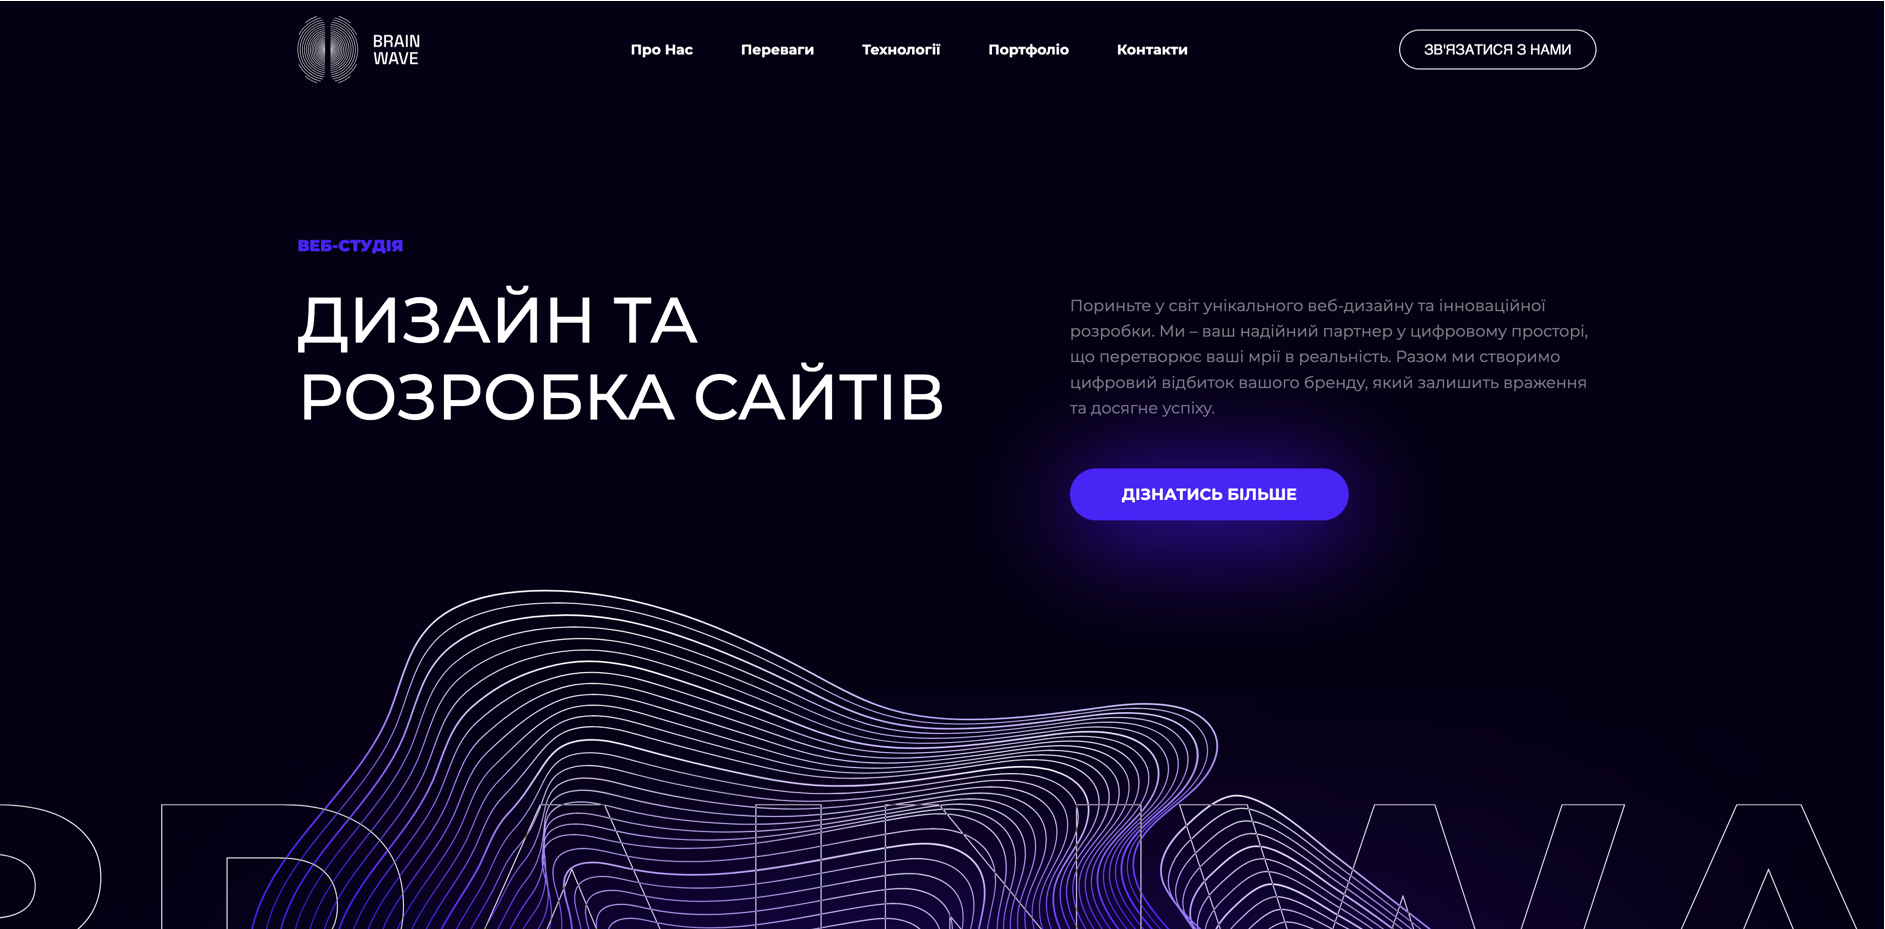 BRAIN
WAVE
Про Нас
Переваги
Технології
Портфоліо
Контакти
ЗВ'ЯЗАТИСЯ З НАМИ
ВЕБ-СТУДІЯ
ДИЗАЙН ТА
РОЗРОБКА САЙТІВ
Пориньте у світ унікального веб-дизайну та інноваційної
розробки. Ми – ваш надійний партнер у цифровому просторі,
що перетворює ваші мрії в реальність. Разом ми створимо
цифровий відбиток вашого бренду, який залишить враження
та досягне успіху.
ДІЗНАТИСЬ БІЛЬШЕ